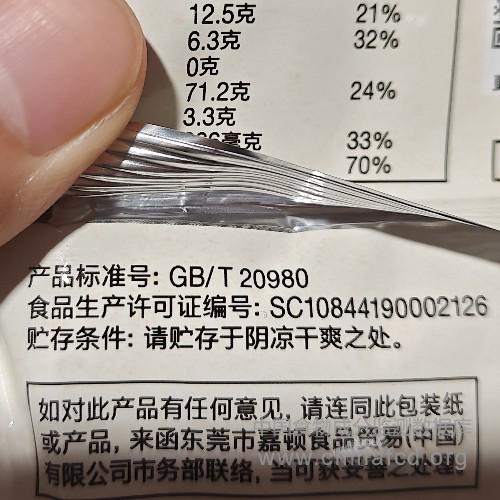 12.5克 21%
6.3克 32%
0克
71.2克 24%
3.3克
毫克 33%
70%
产品标准号: GB/T 20980
食品生产许可证编号: SC10844190002126
贮存条件: 请贮存于阴凉干爽之处。
如对此产品有任何意见, 请连同此包装纸
或产品, 来函东莞市嘉顿食品贸易(中国)
有限公司市务部联络, 当可获妥善之处理。